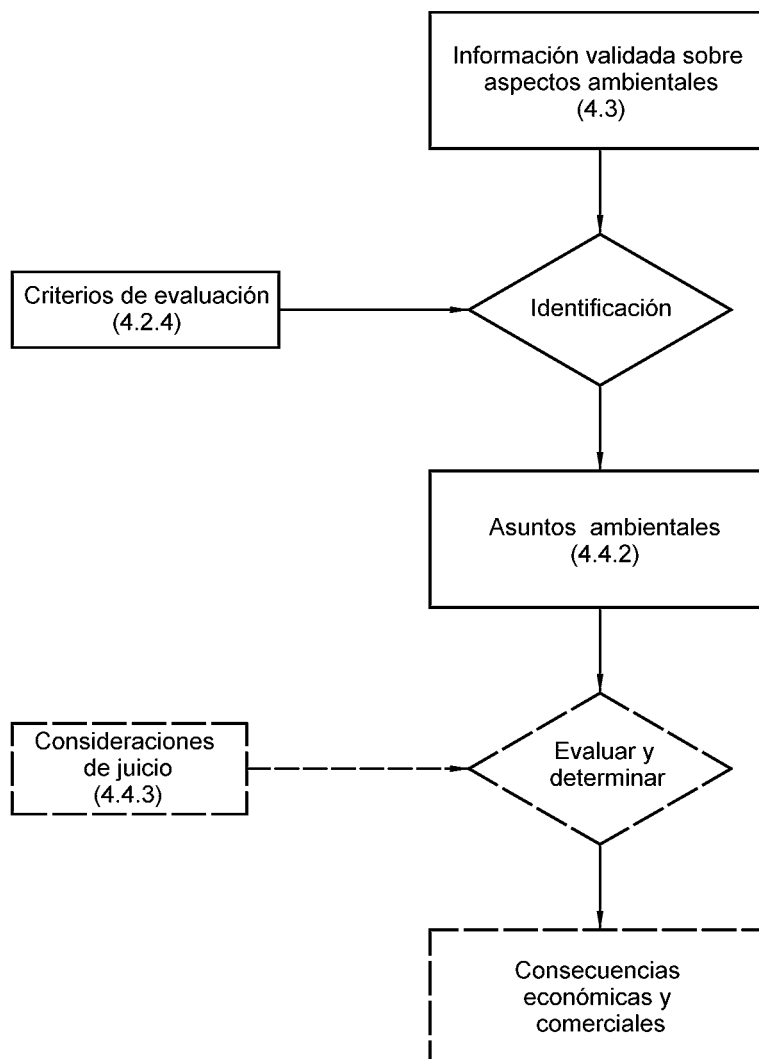 Información validada sobre
aspectos ambientales
(4.3)
Criterios de evaluación
(4.2.4)
Identificación
Asuntos ambientales
(4.4.2)
Consideraciones
de juicio
(4.4.3)
Evaluar y
determinar
Consecuencias
económicas y
comerciales